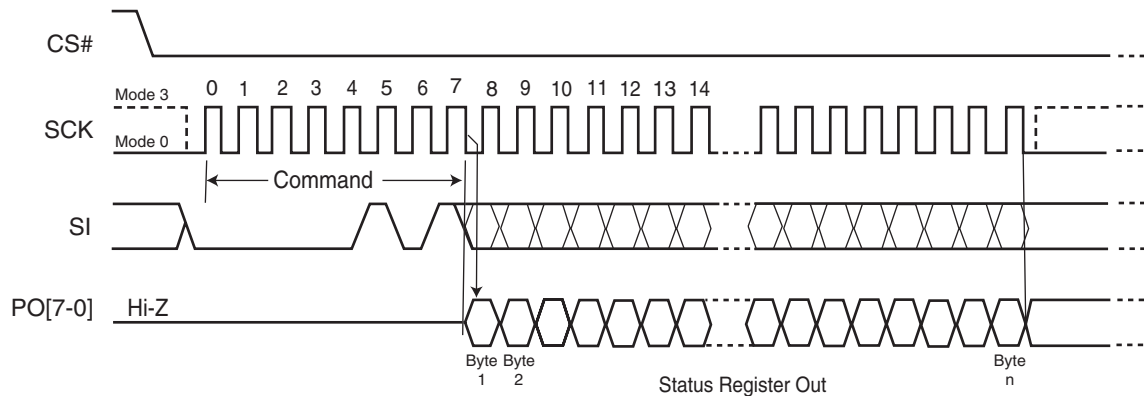 CS#
Mode 3
0 1 2 3 4 5 6 7 8 9 10 11 12 13 14
SCK
Mode 0
Command
SI
PO[7-0]
Hi-Z
Byte 1
Byte 2
Byte n
Status Register Out